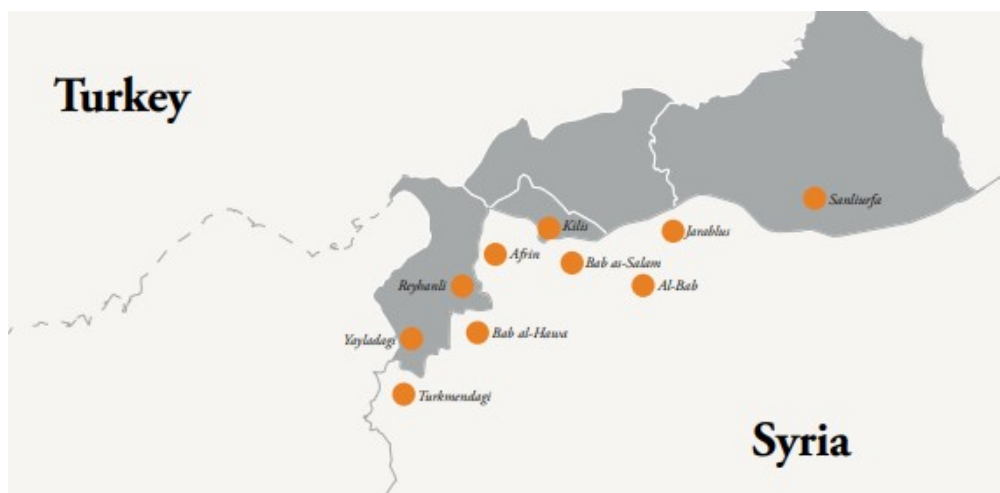 Turkey
Sanliurfa
Kilis
Jarablus
Afrin
Bab as-Salam
Reyhanli
Al-Bab
Bab al-Hawa
Yayladagi
Turkmendagi
Syria